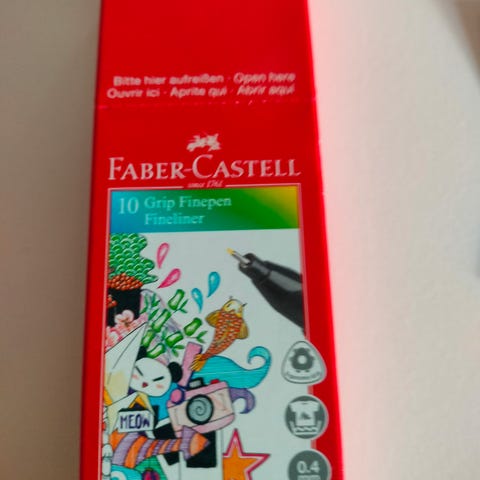 Bitte hier aufreißen · Open here
Ouvrir ici · Aprite qui · Abrir aquí
FABER-CASTELL
since 1761
10 Grip Finepen
Fineliner
MEOW
0.4
mm